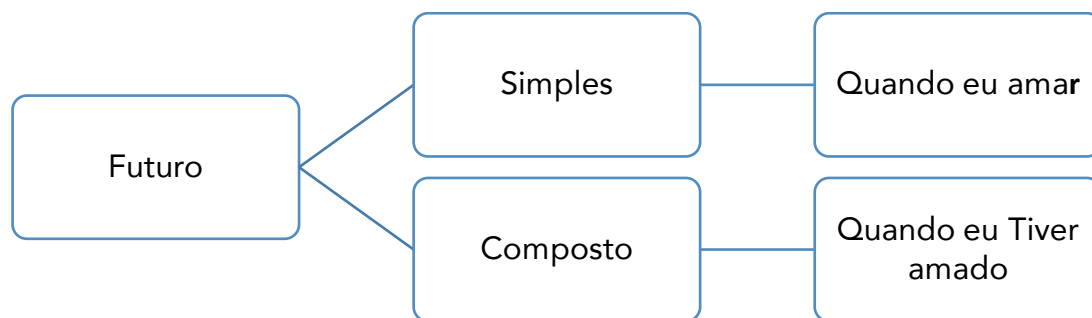 Futuro
Simples
Quando eu amar
Composto
Quando eu Tiver
amado